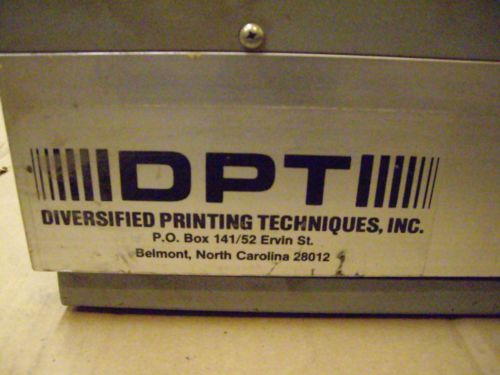 DPT
DIVERSIFIED PRINTING TECHNIQUES, INC.
P.O. Box 141/52 Ervin St.
Belmont, North Carolina 28012